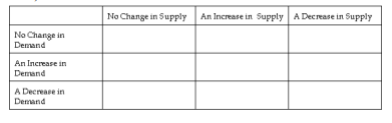 No Change in Supply An Increase in Supply A Decrease in Supply
No Change in
Demand
An Increase in
Demand
A Decrease in
Demand